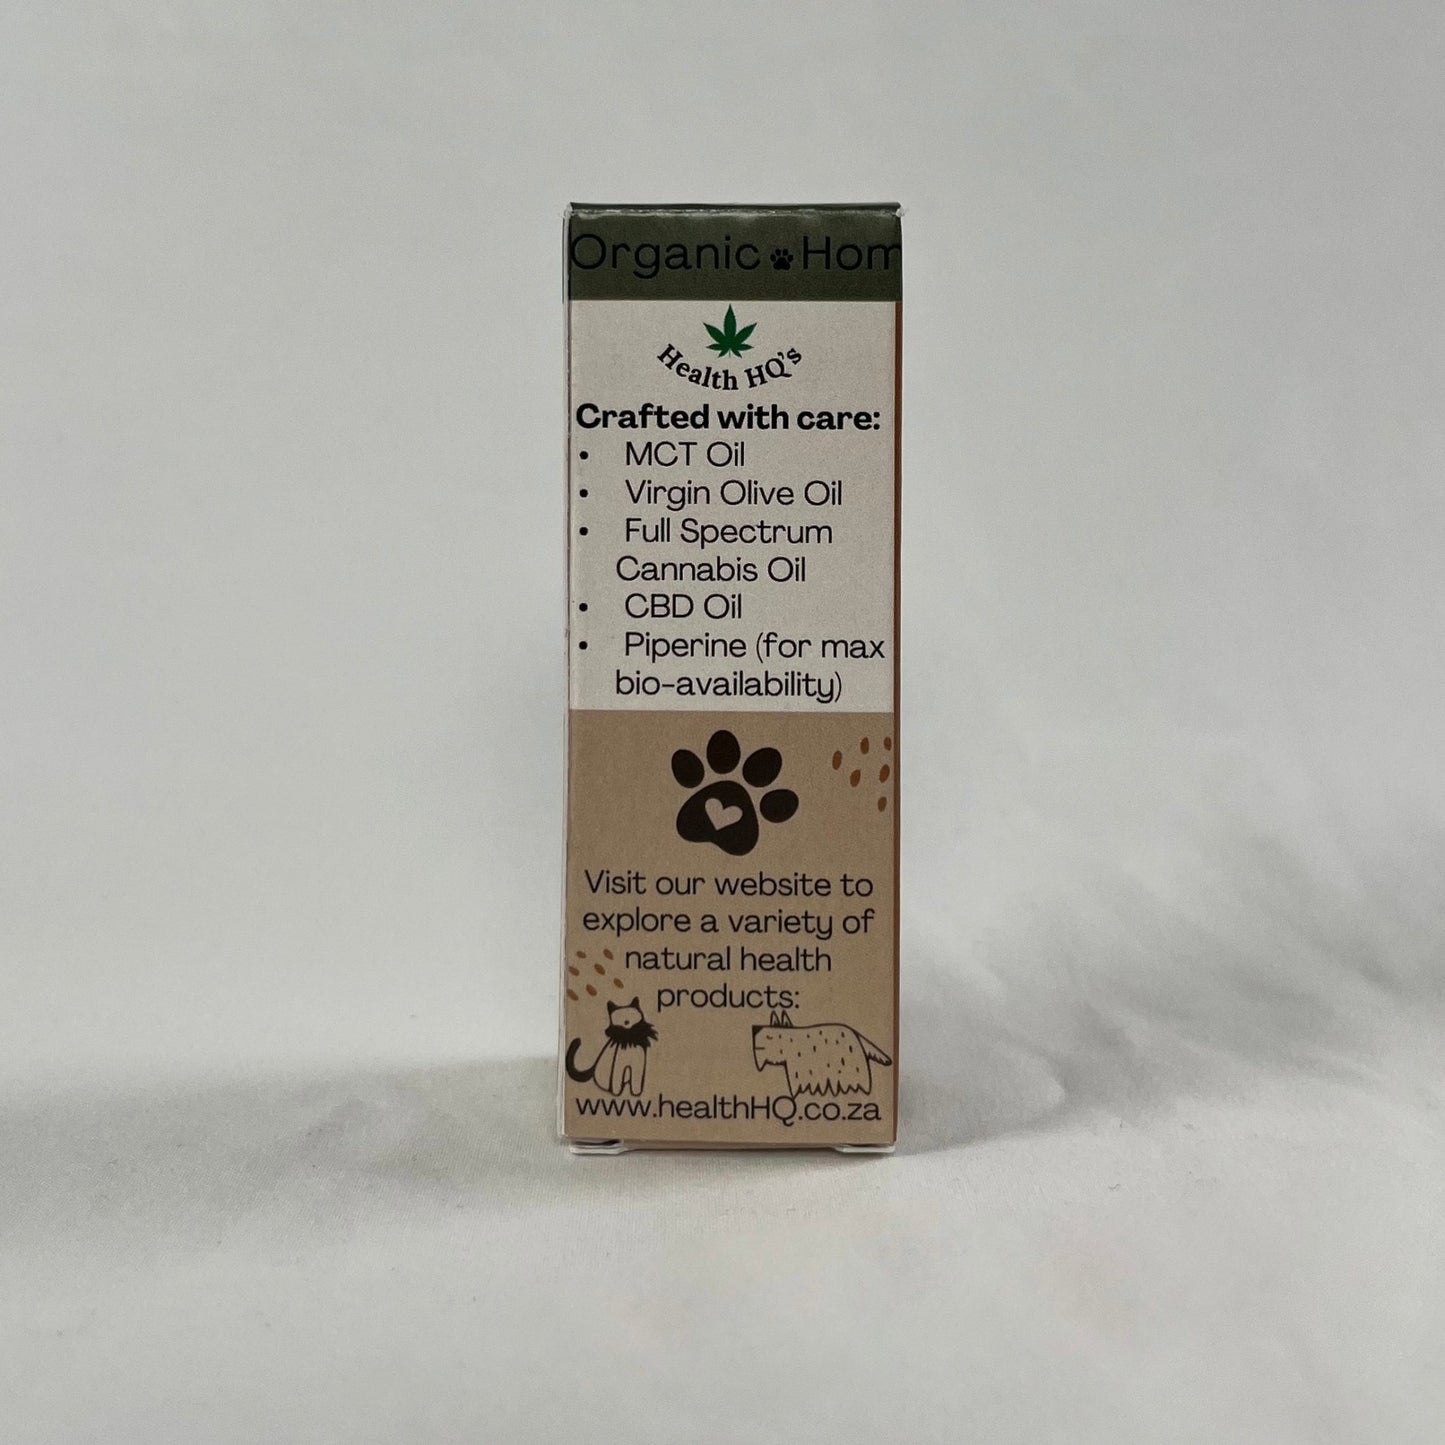 Organic Hom
Health HQ's
Crafted with care:
• MCT Oil
• Virgin Olive Oil
• Full Spectrum
Cannabis Oil
• CBD Oil
• Piperine (for max
bio-availability)
Visit our website to
explore a variety of
natural health
products:
www.healthHQ.co.za